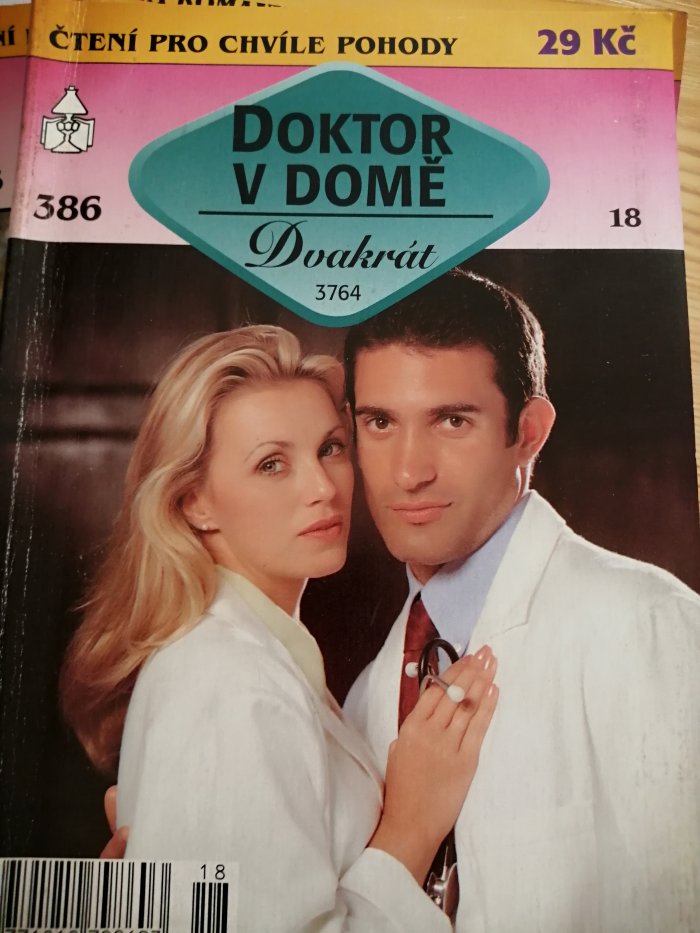 ČTENÍ PRO CHVÍLE POHODY
29 Kč
DOKTOR
V DOMĚ
Dvakrát
3764
386
18
18